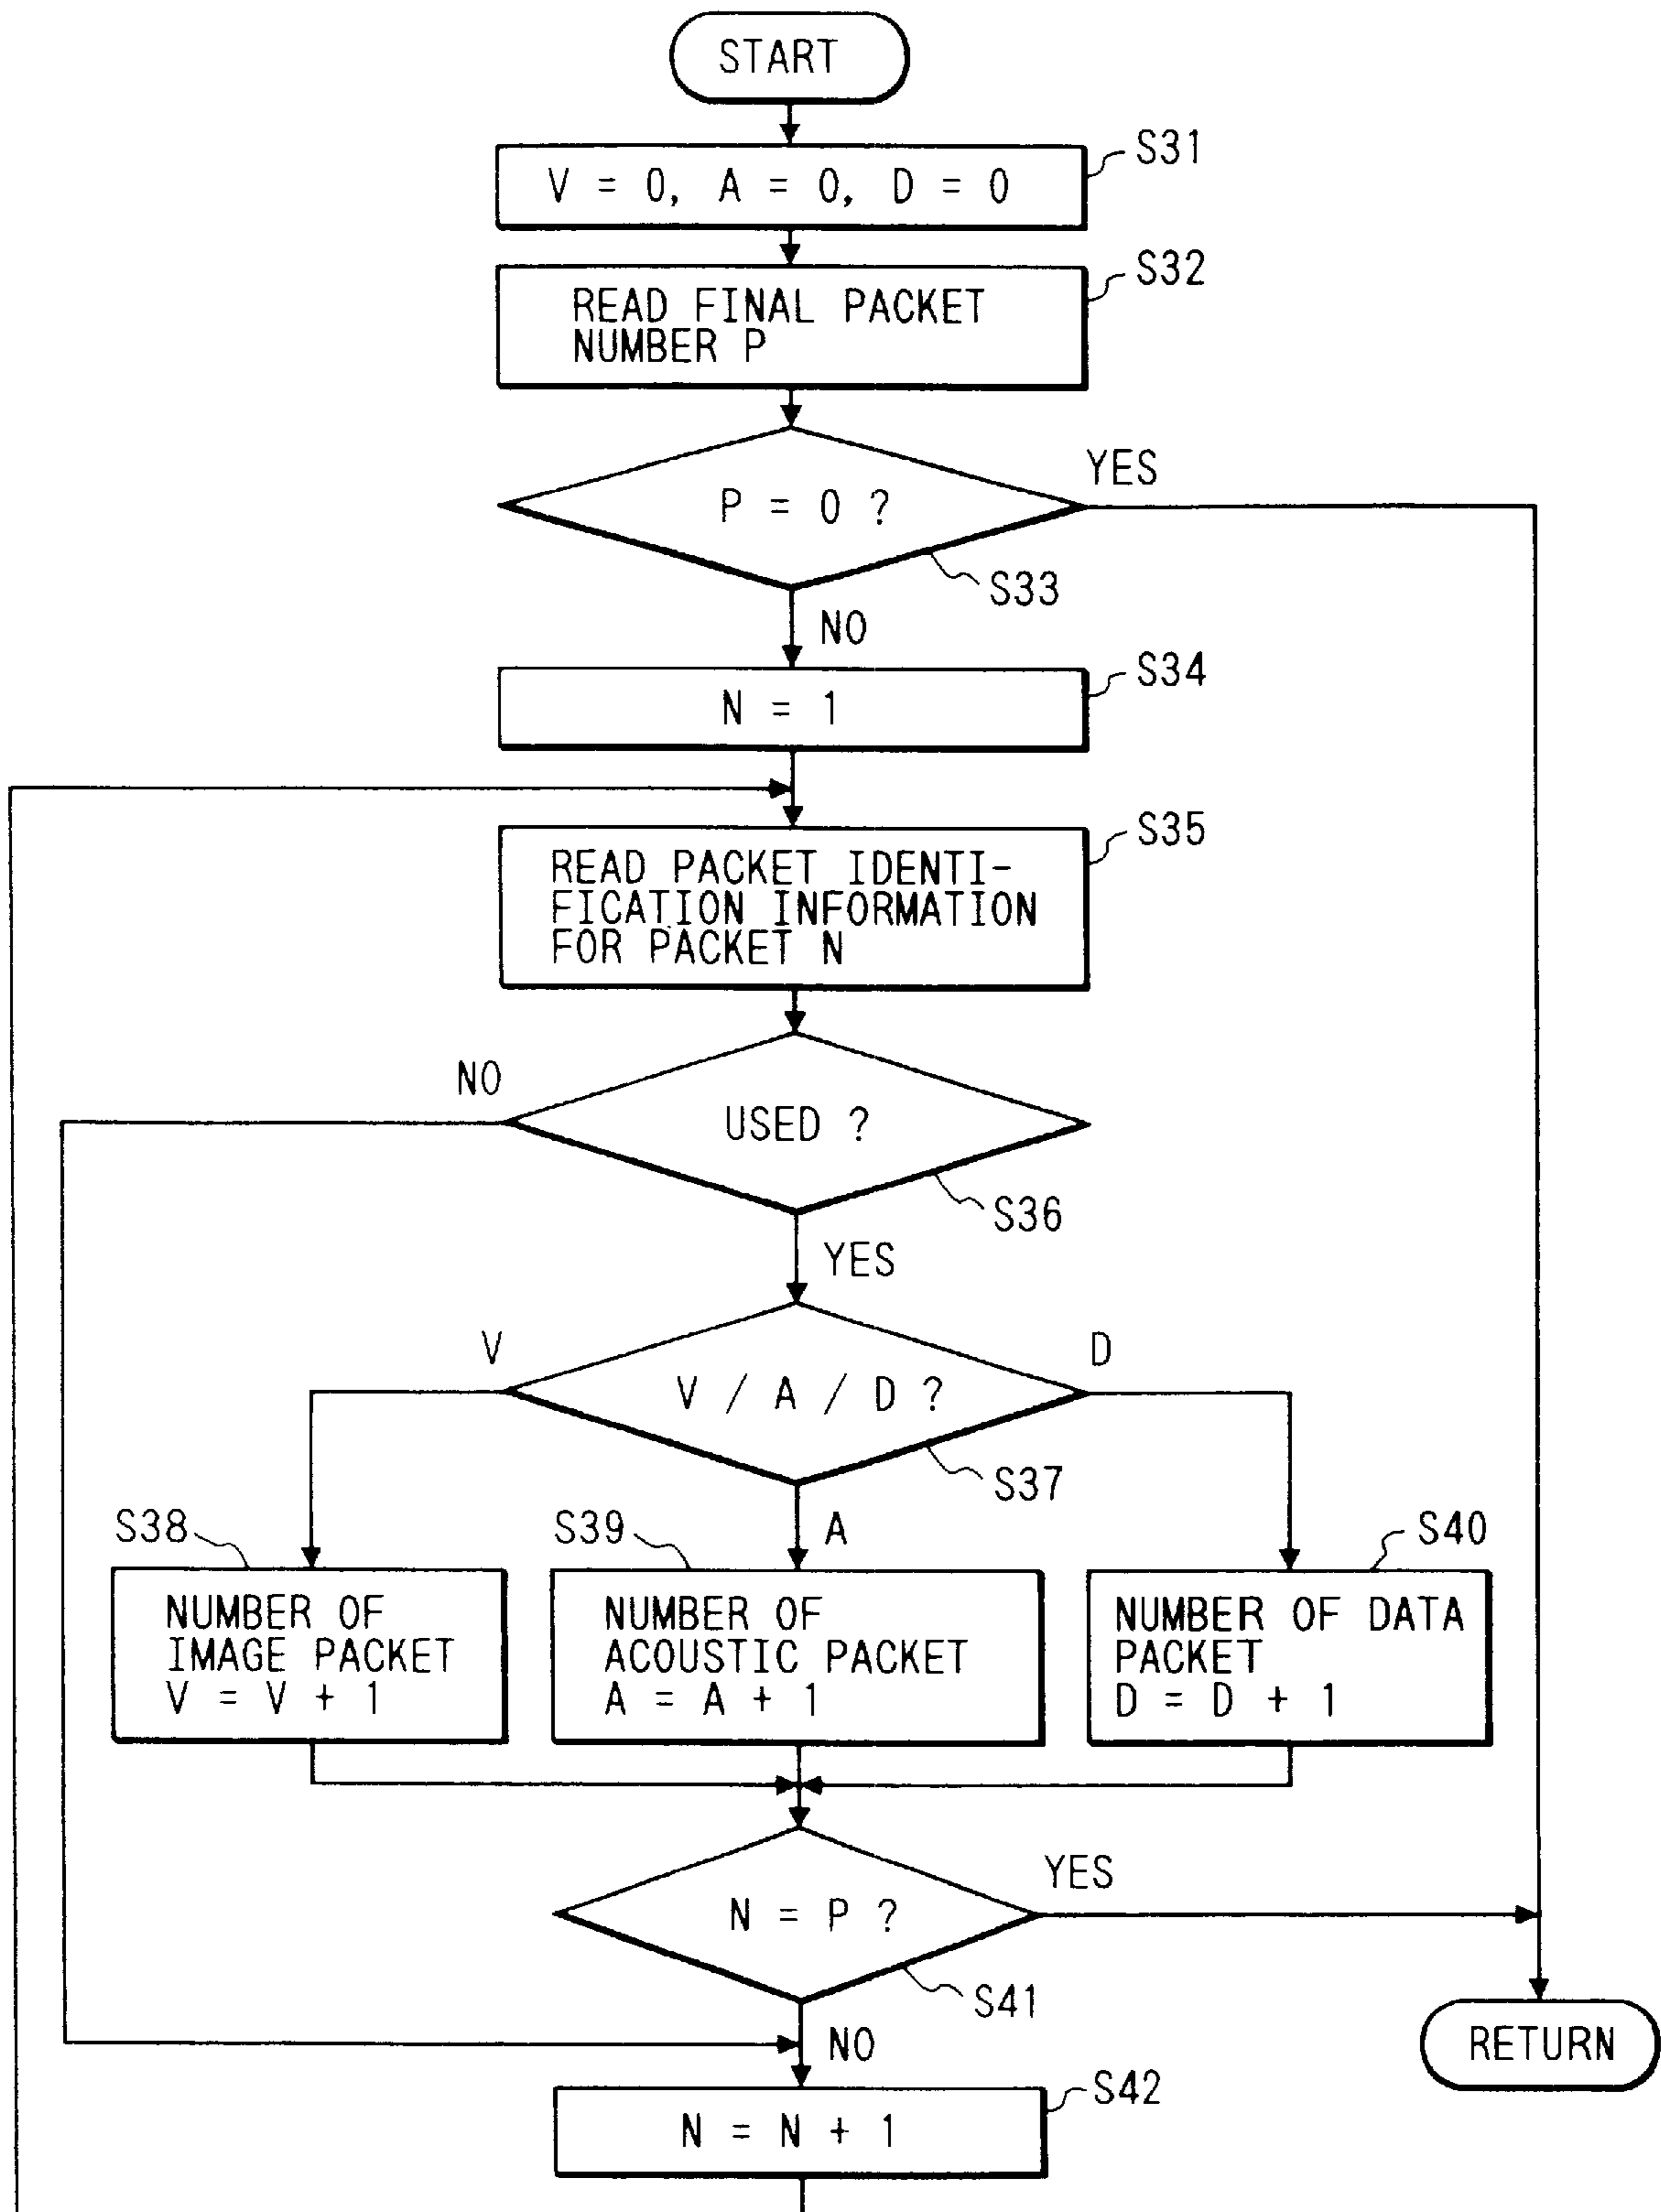 START
S31
V = 0, A = 0, D = 0
S32
READ FINAL PACKET
NUMBER P
YES
P = 0 ?
S33
NO
S34
N = 1
S35
READ PACKET IDENTI-
FICATION INFORMATION
FOR PACKET N
NO
USED ?
S36
YES
V
D
V / A / D ?
S37
S38
S39
A
S40
NUMBER OF
IMAGE PACKET
V = V + 1
NUMBER OF
ACOUSTIC PACKET
A = A + 1
NUMBER OF DATA
PACKET
D = D + 1
YES
N = P ?
S41
NO
RETURN
S42
N = N + 1